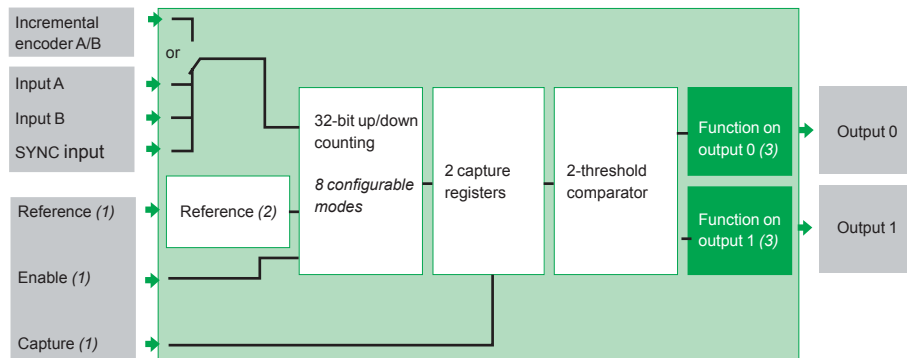 Incremental
encoder A/B
or
Input A
Input B
SYNC input
Reference (1)
Enable (1)
Capture (1)
Reference (2)
32-bit up/down
counting
8 configurable
modes
2 capture
registers
2-threshold
comparator
Function on
output 0 (3)
Function on
output 1 (3)
Output 0
Output 1